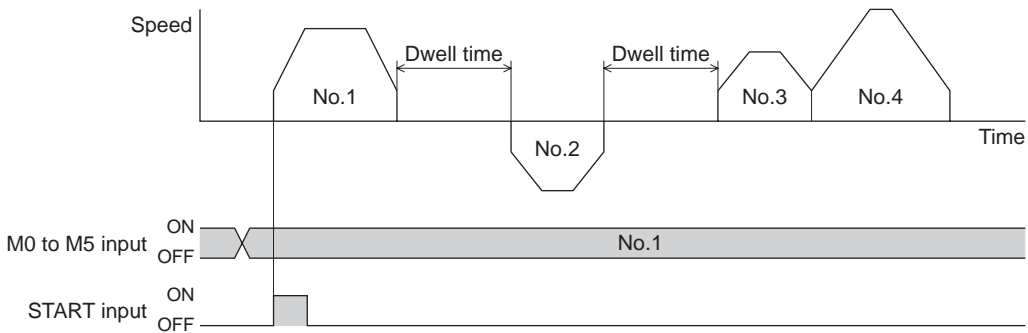 Speed
Dwell time
Dwell time
No.1
No.3
No.4
No.2
Time
M0 to M5 input
ON
OFF
No.1
START input
ON
OFF